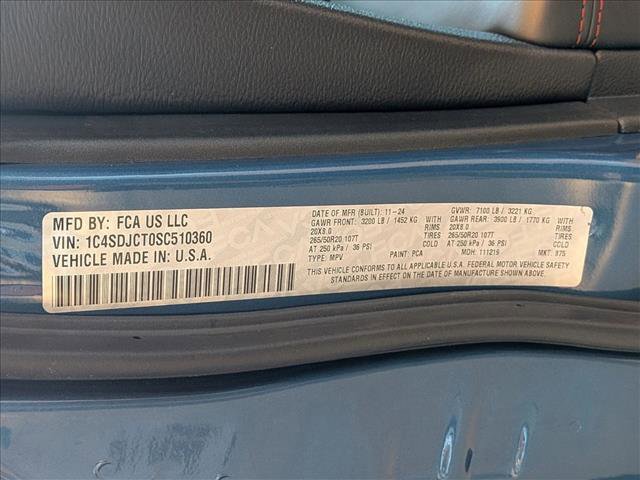 MFD BY: FCA US LLC
VIN: 1C4SDJCT0SC510360
VEHICLE MADE IN: U.S.A.
DATE OF MFR (BUILT): 11-24 GVWR: 7100 LB / 3221 KG
GAWR FRONT: 3200 LB / 1452 KG WITH GAWR REAR: 3900 LB / 1770 KG WITH
20X8.0 RIMS 20X8.0 RIMS
265/50R20 107T TIRES 265/50R20 107T TIRES
AT 250 kPa / 36 PSI COLD AT 250 kPa / 36 PSI COLD
TYPE: MPV PAINT: PCA MDH: 111219 MKT: 875
THIS VEHICLE CONFORMS TO ALL APPLICABLE U.S.A. FEDERAL MOTOR VEHICLE SAFETY
STANDARDS IN EFFECT ON THE DATE OF MANUFACTURE SHOWN ABOVE.